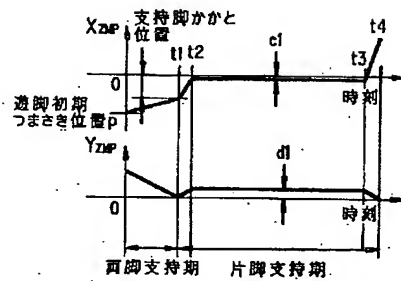 X_ZMP
支持脚かかと
位置
t1
t2
c1
t3
t4
0
時刻
遊脚初期
つまさき位置p
Y_ZMP
d1
0
時刻
両脚支持期
片脚支持期